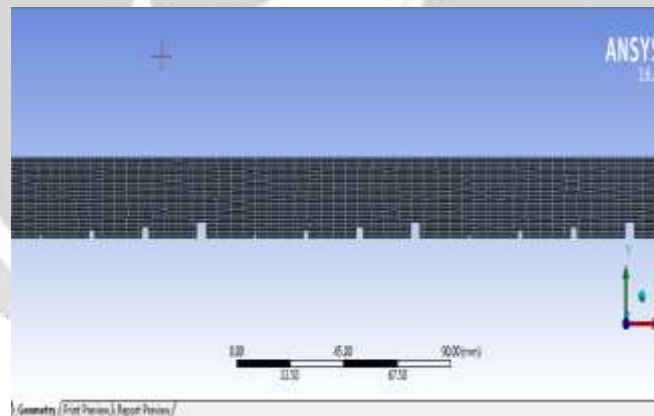 ANSYS
0.00 45.00 90.00 (mm)
22.50 67.50
Y
Geometry Print Preview Report Preview